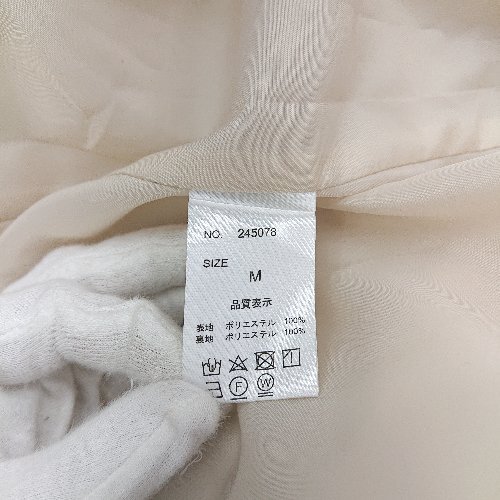 NO. 245078
SIZE
M
品質表示
表地 ポリエステル 100%
裏地 ポリエステル 100%
F
W